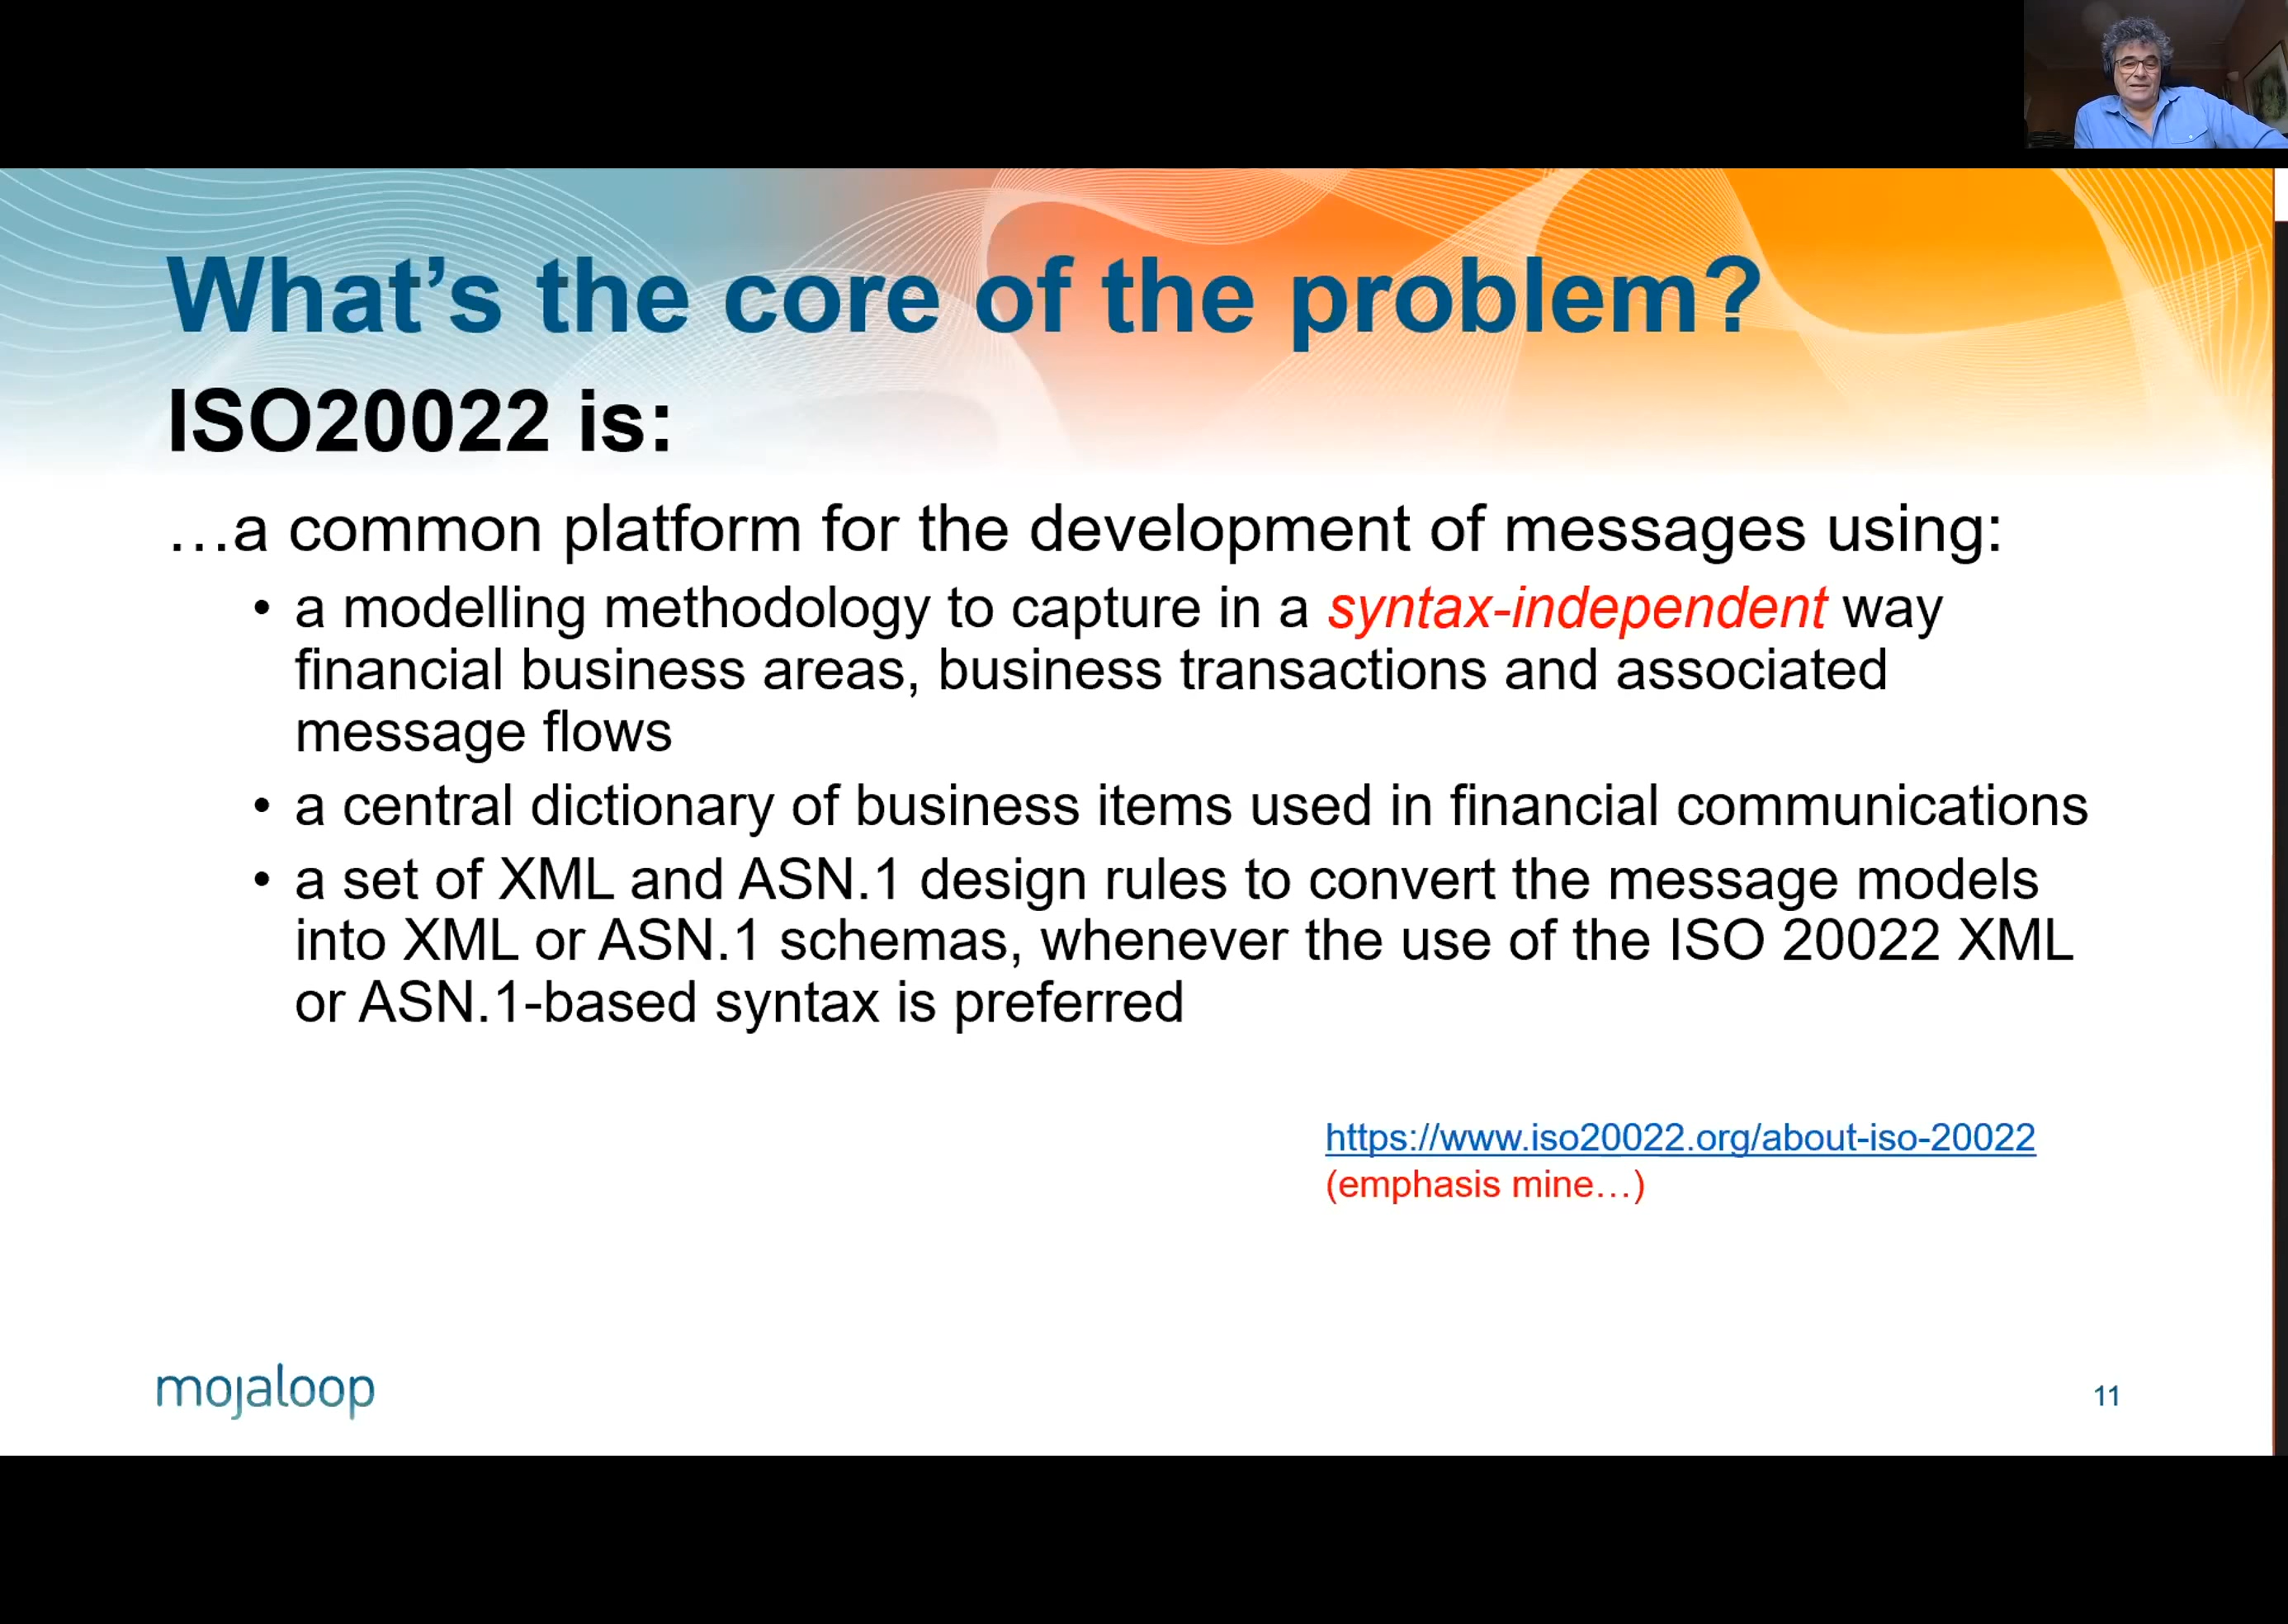 What’s the core of the problem?
ISO20022 is:
…a common platform for the development of messages using:
• a modelling methodology to capture in a syntax-independent way
financial business areas, business transactions and associated
message flows
• a central dictionary of business items used in financial communications
• a set of XML and ASN.1 design rules to convert the message models
into XML or ASN.1 schemas, whenever the use of the ISO 20022 XML
or ASN.1-based syntax is preferred
https://www.iso20022.org/about-iso-20022
(emphasis mine…)
mojaloop
11